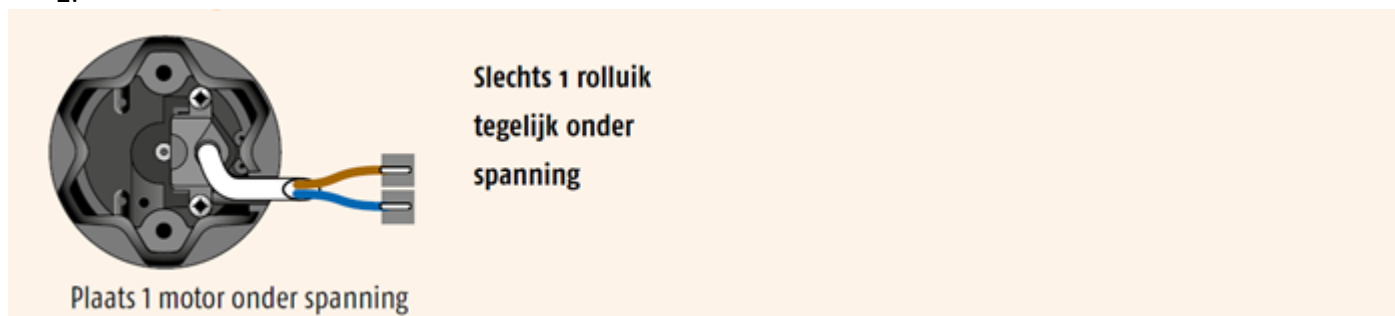 Slechts 1 rolluik
tegelijk onder
spanning
Plaats 1 motor onder spanning